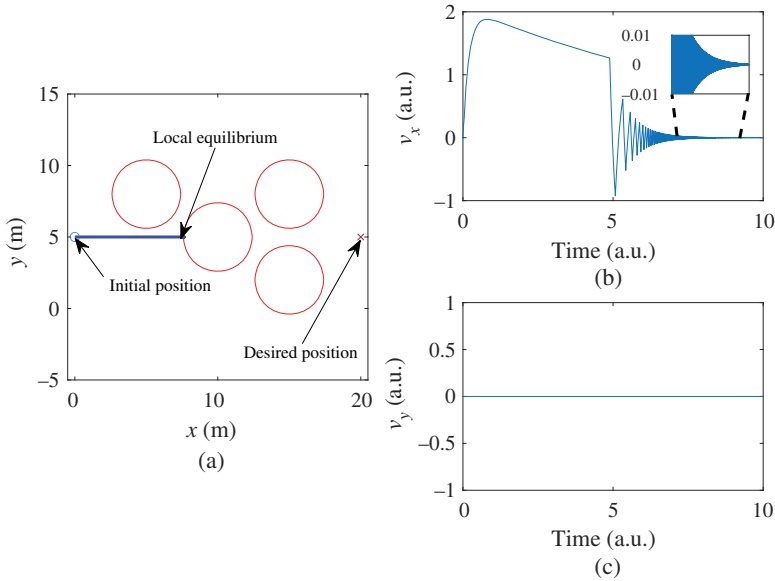 15
10
5
0
−5
y (m)
Local equilibrium
Initial position
Desired position
0
10
20
x (m)
(a)
2
1
0
−1
v_x (a.u.)
0.01
0
−0.01
0
5
10
Time (a.u.)
(b)
1
0.5
0
−0.5
−1
v_y (a.u.)
0
5
10
Time (a.u.)
(c)